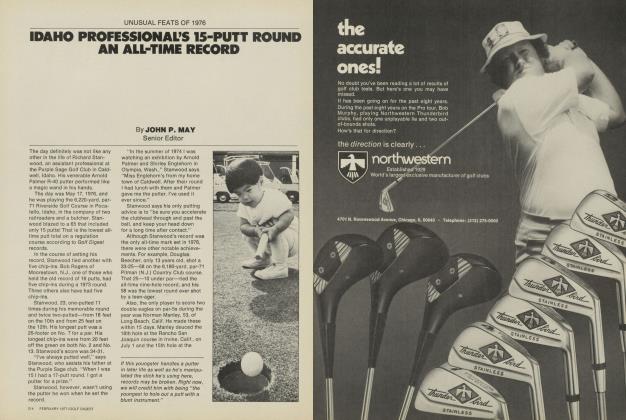 UNUSUAL FEATS OF 1976
IDAHO PROFESSIONAL'S 15-PUTT ROUND
AN ALL-TIME RECORD
By JOHN P. MAY
Senior Editor
The day definitely was not like any
other in the life of Richard Stan-
wood, an assistant professional at
the Purple Sage Golf Club in Cald-
well, Idaho. His venerable Arnold
Palmer R-40 putter performed like
a magic wand in his hands.
The day was May 17, 1976, and
he was playing the 6,220-yard, par-
71 Riverside Golf Course in Poca-
tello, Idaho, in the company of two
railroaders and a butcher. Stan-
wood blazed to a 65 that included
only 15 putts! That is the lowest all-
time putt total on a regulation
course according to Golf Digest
records.
In the course of setting his
record, Stanwood tied another with
five chip-ins. Bob Rogers of
Moorestown, N.J., one of those who
held the old record of 16 putts, had
five chip-ins during a 1973 round.
Three others also have had five
chip-ins.
Stanwood, 23, one-putted 11
times during his memorable round
and twice two-putted—from 18 feet
on the 10th and from 25 feet on
the 12th. His longest putt was a
25-footer on No. 7 for a par. His
longest chip-ins were from 20 feet
off the green on both No. 2 and No.
13. Stanwood's score was 34-31.
"I've always putted well," says
Stanwood, who assists his father at
the Purple Sage club. "When I was
15 I had a 17-putt round. I got a
putter for a prize."
Stanwood, however, wasn't using
the putter he won when he set the
record.
"In the summer of 1974 I was
watching an exhibition by Arnold
Palmer and Shirley Englehorn in
Olympia, Wash.," Stanwood says.
"Miss Englehorn's from my home
town of Caldwell. After their round
I had lunch with them and Palmer
gave me the putter. I've used it
ever since."
Stanwood says his only putting
advice is to "be sure you accelerate
the clubhead through and past the
ball, and keep your head down
for a long time after contact."
Although Stanwood's record was
the only all-time mark set in 1976,
there were other notable achieve-
ments. For example, Douglas
Beecher, only 13 years old, shot a
33-25—58 on the 6,180-yard, par-71
Pitman (N.J.) Country Club course.
That 25—10 under par—tied the
all-time nine-hole record, and his
58 was the lowest round ever shot
by a teen-ager.
Also, the only player to score two
double eagles on par-5s during the
year was Norman Manley, 53, of
Long Beach, Calif. He made these
within 15 days. Manley deuced the
16th hole at the Rancho San
Joaquin course in Irvine, Calif., on
July 1 and the 15th hole at the
If this youngster handles a putter
in later life as well as he's manipu-
lated the stick he's using here,
records may be broken. Right now,
we will credit him with being "the
youngest to hole out a putt with a
blunt instrument."
FEBRUARY 1977/GOLF DIGEST
the
accurate
ones!
No doubt you've been reading a lot of results of
golf club tests. But here's one you may have
missed.
It has been going on for the past eight years.
During the past eight years on the Pro tour, Bob
Murphy, playing Northwestern Thunderbird
clubs, had only one unplayable lie and two out-
of-bounds shots.
How's that for direction?
the direction is clearly . . .
northwestern
Established 1929
World's largest exclusive manufacturer of golf clubs
4701 N. Ravenswood Avenue, Chicago, Il. 60640 • Telephone: (312) 275-0500
Thunder bird
STAINLESS
Thunder bird
STAINLESS
Thunder bird
STAINLESS
Thunder bird
STAINLESS
Thunder bird
STAINLESS
Thunder bird